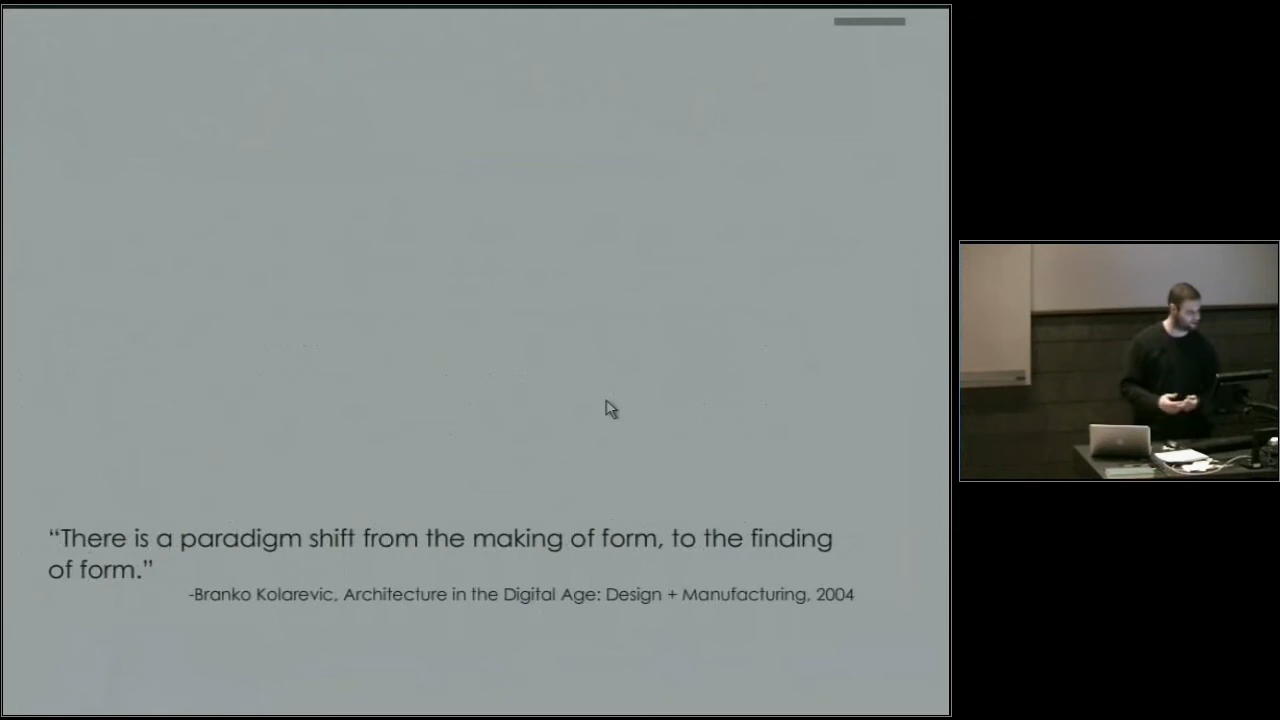 “There is a paradigm shift from the making of form, to the finding
of form.”
-Branko Kolarevic, Architecture in the Digital Age: Design + Manufacturing, 2004